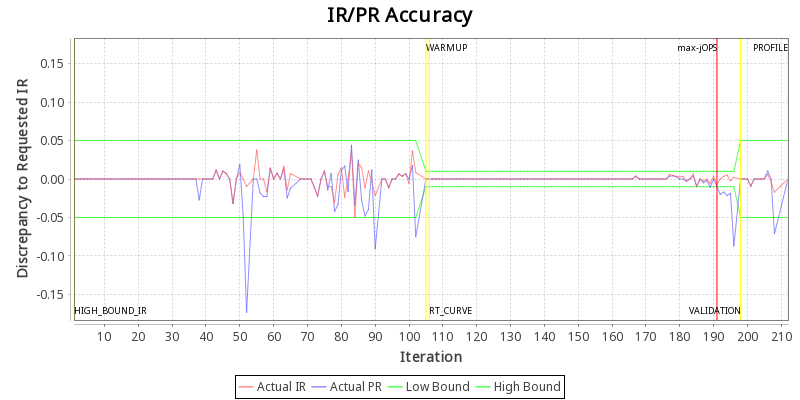 IR/PR Accuracy
Discrepancy to Requested IR
0.15
0.10
0.05
0.00
-0.05
-0.10
-0.15
WARMUP
max-jOPS
PROFILE
HIGH_BOUND_IR
RT_CURVE
VALIDATION
10 20 30 40 50 60 70 80 90 100 110 120 130 140 150 160 170 180 190 200 210
Iteration
Actual IR Actual PR Low Bound High Bound